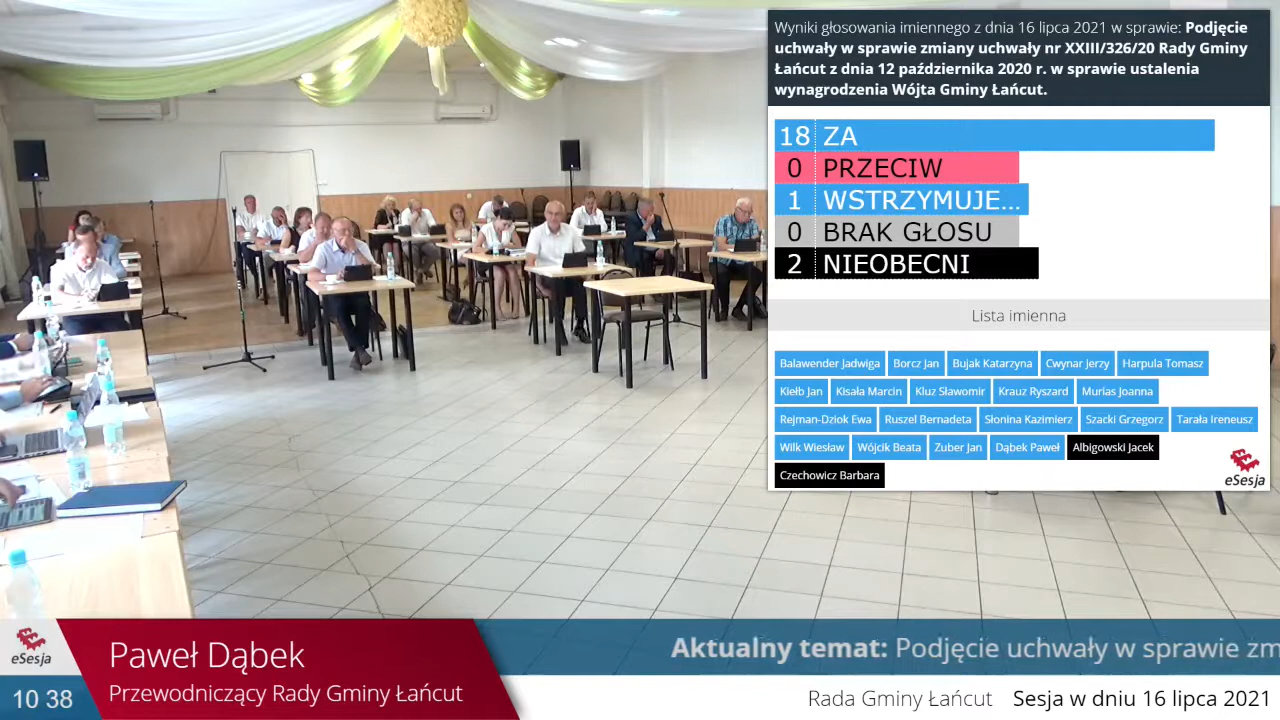 Wyniki głosowania imiennego z dnia 16 lipca 2021 w sprawie: Podjęcie
uchwały w sprawie zmiany uchwały nr XXIII/326/20 Rady Gminy
Łańcut z dnia 12 października 2020 r. w sprawie ustalenia
wynagrodzenia Wójta Gminy Łańcut.
18 ZA
0 PRZECIW
1 WSTRZYMUJE...
0 BRAK GŁOSU
2 NIEOBECNI
Lista imienna
Balawender Jadwiga Borcz Jan Bujak Katarzyna Cwynar Jerzy Harpula Tomasz
Kiełb Jan Kisała Marcin Kluz Sławomir Krauz Ryszard Murias Joanna
Rejman-Dziok Ewa Ruszel Bernadeta Słonina Kazimierz Szacki Grzegorz Tarała Ireneusz
Wilk Wiesław Wójcik Beata Zuber Jan Dąbek Paweł Albigowski Jacek
Czechowicz Barbara
eSesja
eSesja
10 38
Paweł Dąbek
Przewodniczący Rady Gminy Łańcut
Aktualny temat: Podjęcie uchwały w sprawie zm
Rada Gminy Łańcut Sesja w dniu 16 lipca 2021